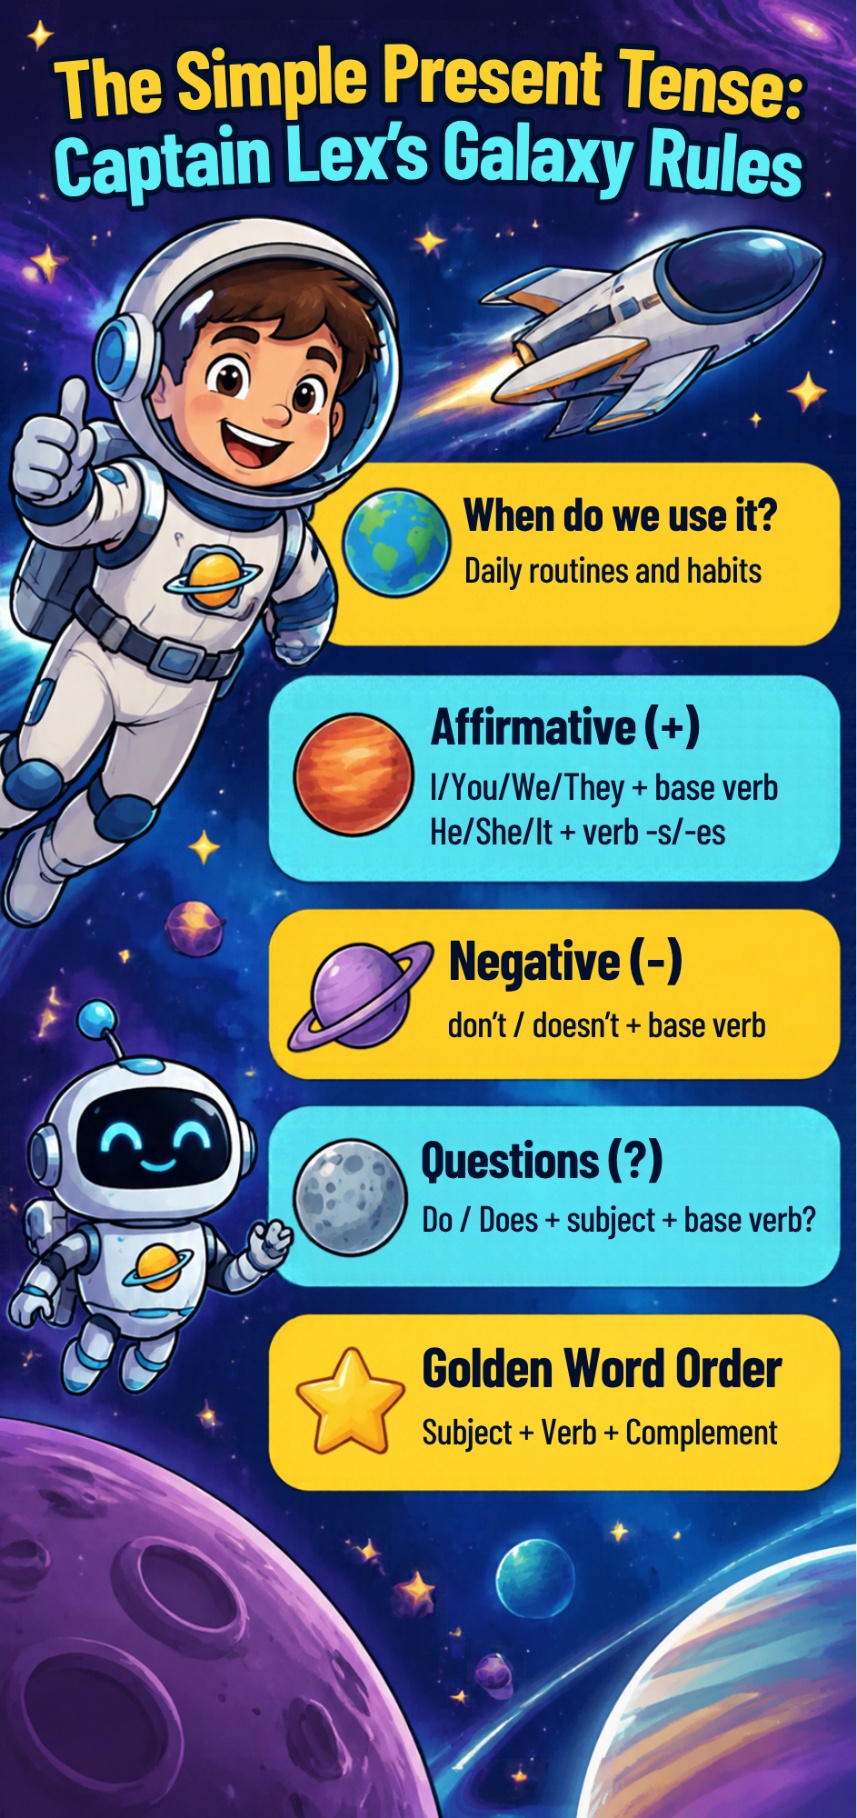 The Simple Present Tense:
Captain Lex's Galaxy Rules
When do we use it?
Daily routines and habits
Affirmative (+)
I/You/We/They + base verb
He/She/It + verb -s/-es
Negative (-)
don't / doesn't + base verb
Questions (?)
Do / Does + subject + base verb?
Golden Word Order
Subject + Verb + Complement